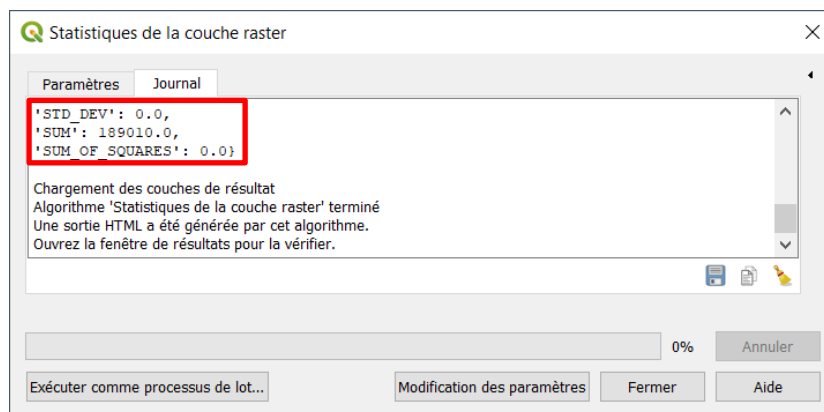 Statistiques de la couche raster
Paramètres Journal
'STD_DEV': 0.0,
'SUM': 189010.0,
'SUM_OF_SQUARES': 0.0}
Chargement des couches de résultat
Algorithme 'Statistiques de la couche raster' terminé
Une sortie HTML a été générée par cet algorithme.
Ouvrez la fenêtre de résultats pour la vérifier.
0% Annuler
Exécuter comme processus de lot... Modification des paramètres Fermer Aide